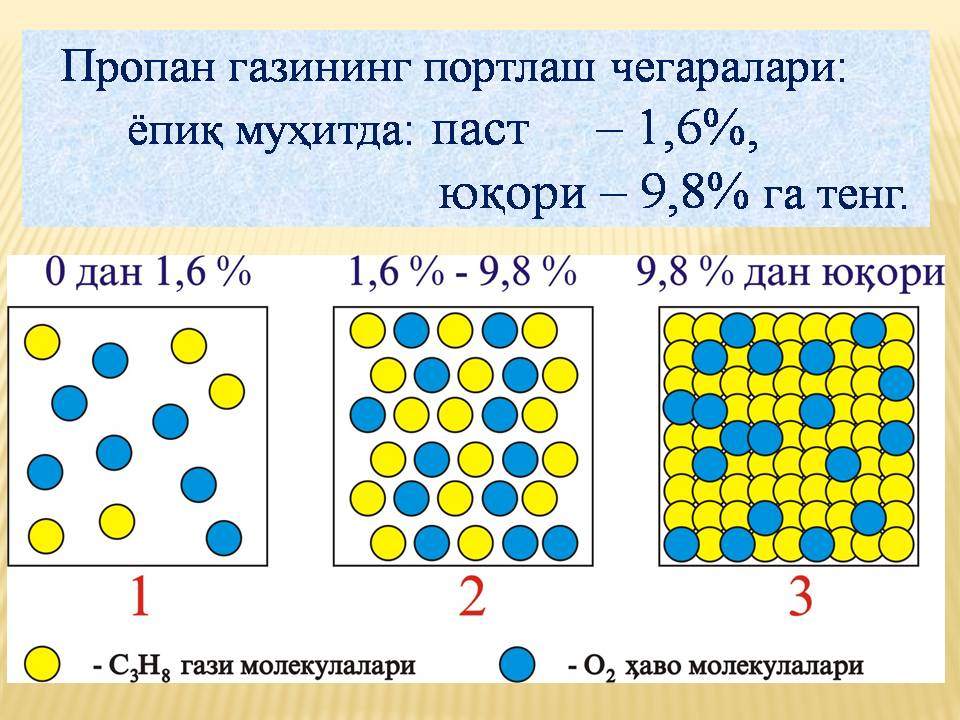 Пропан газининг портлаш чегаралари:
ёпиқ муҳитда: паст – 1,6%,
юқори – 9,8% га тенг.
0 дан 1,6 %
1,6 % - 9,8 %
9,8 % дан юқори
1
2
3
- C₃H₈ гази молекулалари
- O₂ ҳаво молекулалари